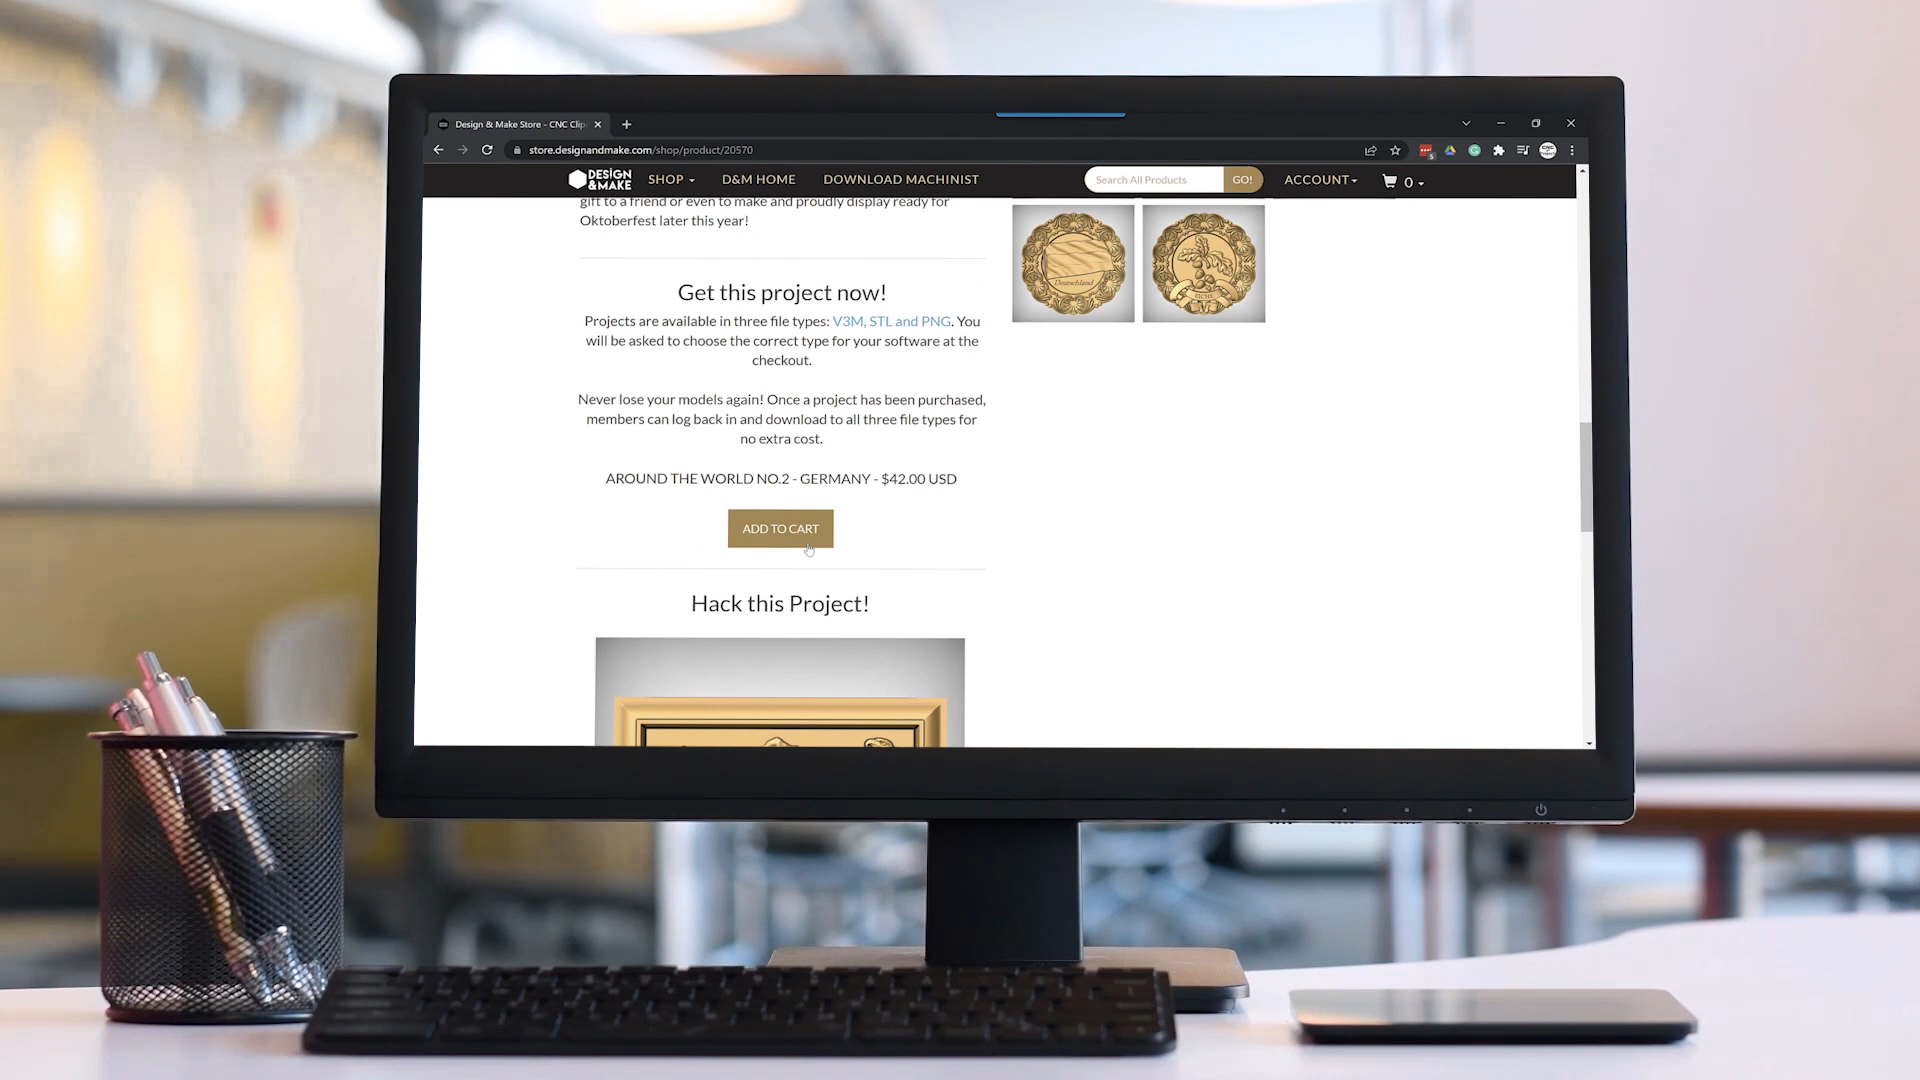 Design & Make Store - CNC Clip
store.designandmake.com/shop/product/20570
DESIGN
&MAKE
SHOP
D&M HOME
DOWNLOAD MACHINIST
Search All Products
GO!
ACCOUNT
0
gift to a friend or even to make and proudly display ready for
Oktoberfest later this year!
Deutschland
EICHE
Get this project now!
Projects are available in three file types: V3M, STL and PNG. You
will be asked to choose the correct type for your software at the
checkout.
Never lose your models again! Once a project has been purchased,
members can log back in and download to all three file types for
no extra cost.
AROUND THE WORLD NO.2 - GERMANY - $42.00 USD
ADD TO CART
Hack this Project!